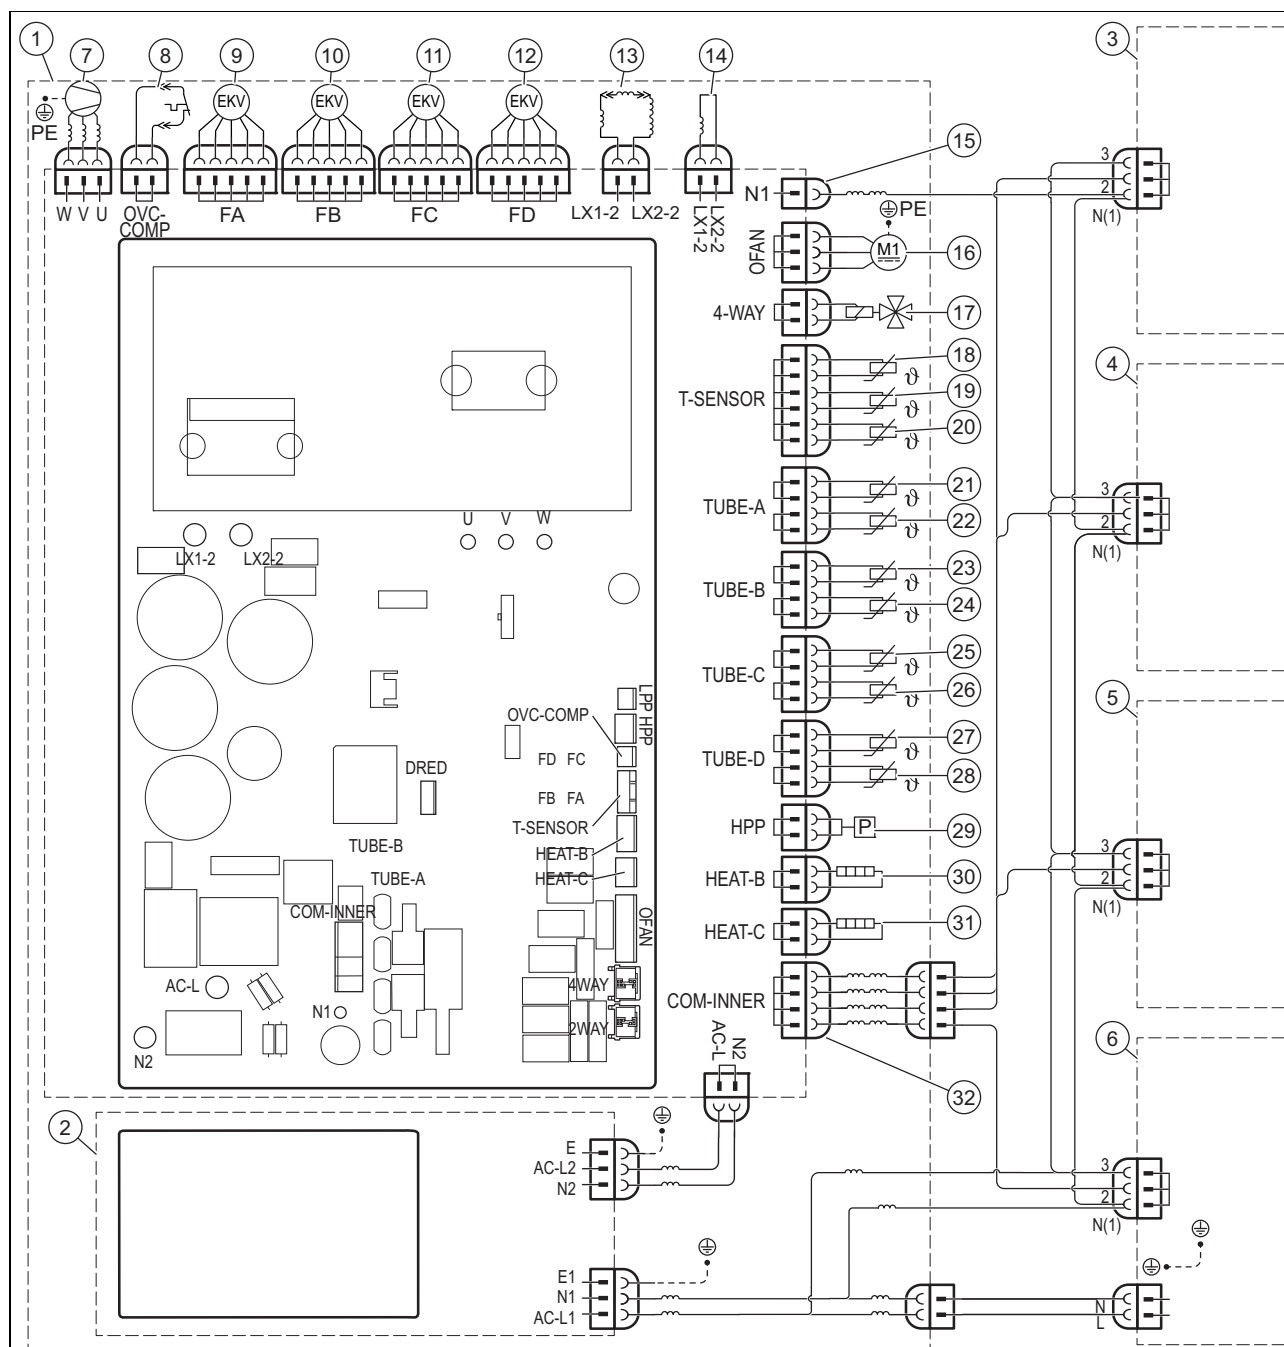 1
7
8
9
10
11
12
13
14
3
PE
EKV
EKV
EKV
EKV
W V U
OVC-
COMP
FA
FB
FC
FD
LX1-2
LX2-2
LX1-2
LX2-2
N1
15
3
2
N(1)
PE
OFAN
M1
16
4-WAY
17
T-SENSOR
18
ϑ
19
ϑ
20
ϑ
4
TUBE-A
21
ϑ
22
ϑ
3
2
N(1)
TUBE-B
23
ϑ
24
ϑ
TUBE-C
25
ϑ
26
ϑ
5
TUBE-D
27
ϑ
28
ϑ
HPP
P
29
HEAT-B
30
3
2
N(1)
HEAT-C
31
COM-INNER
32
6
AC-L
N2
U
V
W
LX1-2
LX2-2
LPP HPP
OVC-COMP
FD FC
DRED
FB FA
T-SENSOR
TUBE-B
HEAT-B
TUBE-A
HEAT-C
COM-INNER
OFAN
AC-L
4WAY
N1
2WAY
N2
2
E
AC-L2
N2
3
2
N(1)
E1
N1
AC-L1
N
L